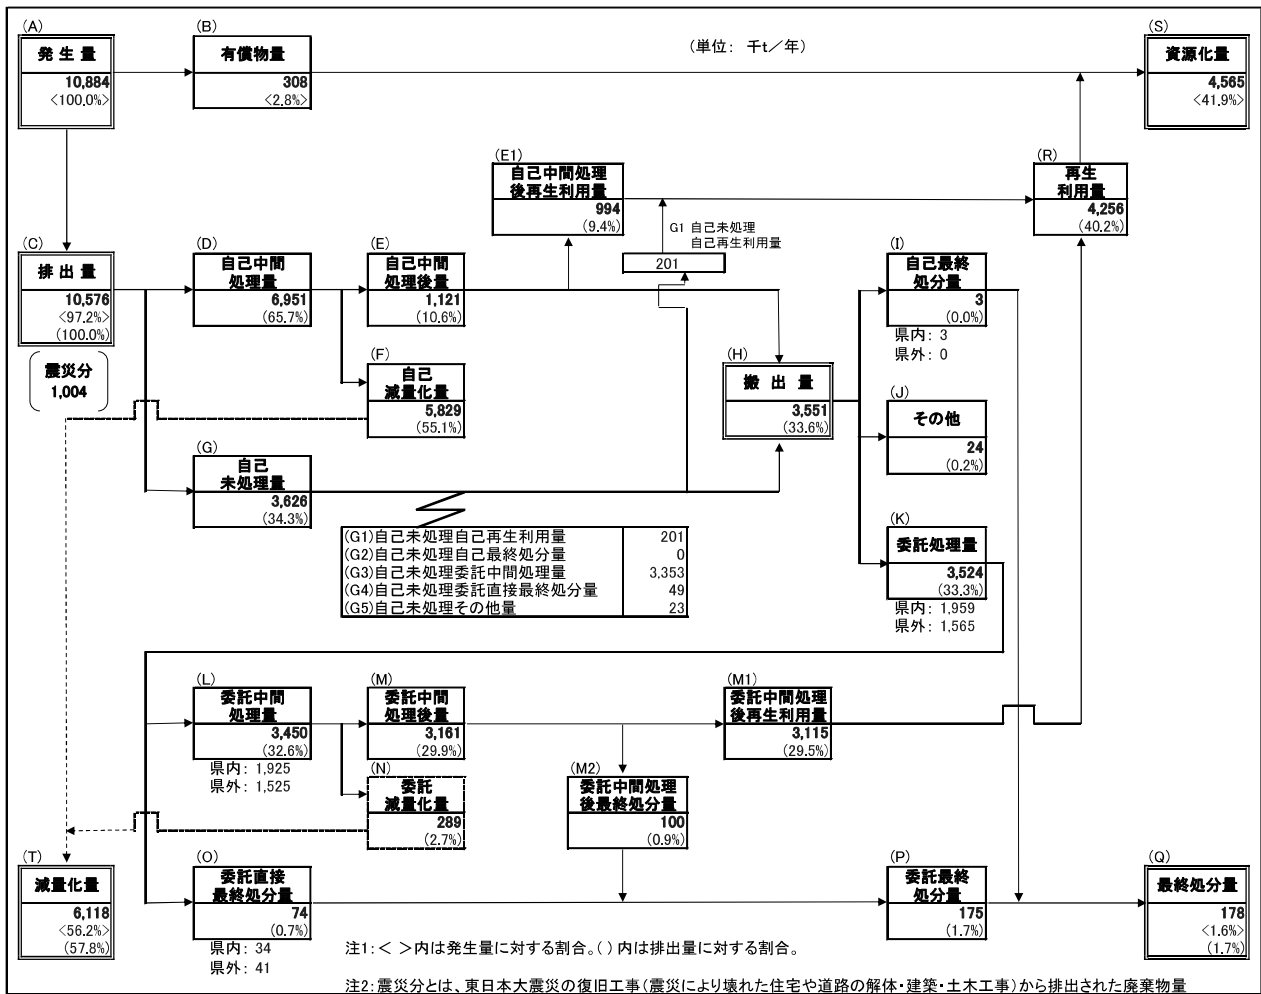 (単位: 千t/年)
(A)
発 生 量
10,884
<100.0%>
(B)
有償物量
308
<2.8%>
(S)
資源化量
4,565
<41.9%>
(E1)
自己中間処理
後再生利用量
994
(9.4%)
(R)
再生
利用量
4,256
(40.2%)
G1 自己未処理
自己再生利用量
201
(C)
排 出 量
10,576
<97.2%>
(100.0%)
震災分
1,004
(D)
自己中間
処理量
6,951
(65.7%)
(E)
自己中間
処理後量
1,121
(10.6%)
(I)
自己最終
処分量
3
(0.0%)
県内: 3
県外: 0
(F)
自己
減量化量
5,829
(55.1%)
(H)
搬 出 量
3,551
(33.6%)
(J)
その他
24
(0.2%)
(G)
自己
未処理量
3,626
(34.3%)
(G1)自己未処理自己再生利用量 201
(G2)自己未処理自己最終処分量 0
(G3)自己未処理委託中間処理量 3,353
(G4)自己未処理委託直接最終処分量 49
(G5)自己未処理その他量 23
(K)
委託処理量
3,524
(33.3%)
県内: 1,959
県外: 1,565
(L)
委託中間
処理量
3,450
(32.6%)
県内: 1,925
県外: 1,525
(M)
委託中間
処理後量
3,161
(29.9%)
(M1)
委託中間処理
後再生利用量
3,115
(29.5%)
(N)
委託
減量化量
289
(2.7%)
(M2)
委託中間処理
後最終処分量
100
(0.9%)
(T)
減量化量
6,118
<56.2%>
(57.8%)
(O)
委託直接
最終処分量
74
(0.7%)
県内: 34
県外: 41
(P)
委託最終
処分量
175
(1.7%)
(Q)
最終処分量
178
<1.6%>
(1.7%)
注1:< >内は発生量に対する割合。( )内は排出量に対する割合。
注2:震災分とは、東日本大震災の復旧工事(震災により壊れた住宅や道路の解体・建築・土木工事)から排出された廃棄物量